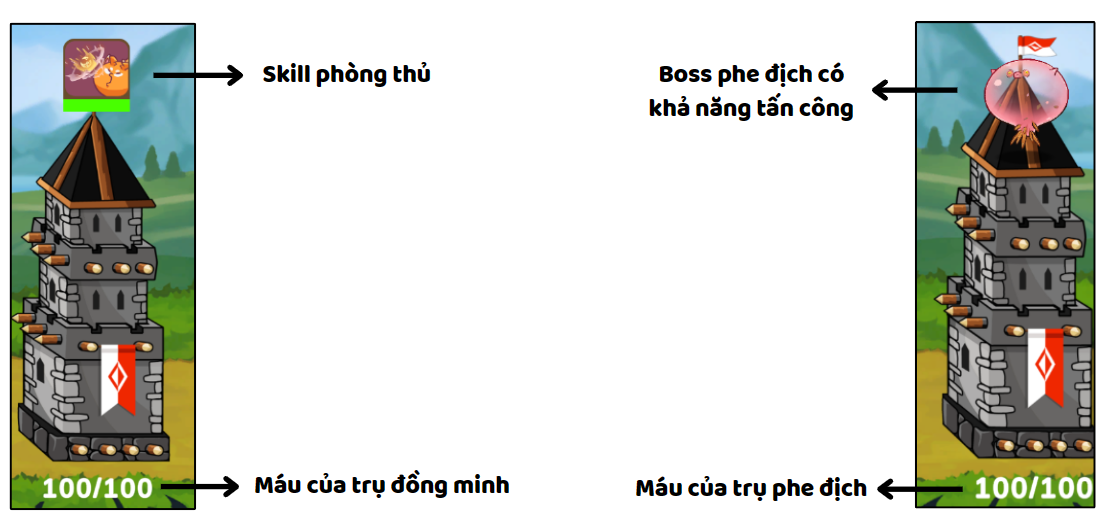 Skill phòng thủ
Boss phe địch có
khả năng tấn công
100/100
Máu của trụ đồng minh
Máu của trụ phe địch
100/100